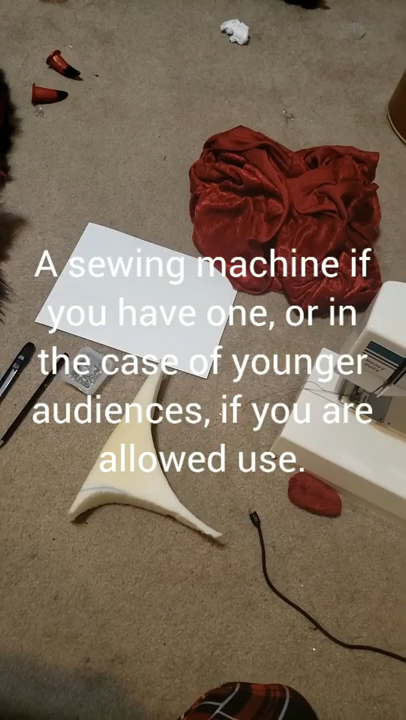 A sewing machine if
you have one, or in
the case of younger
audiences, if you are
allowed use.